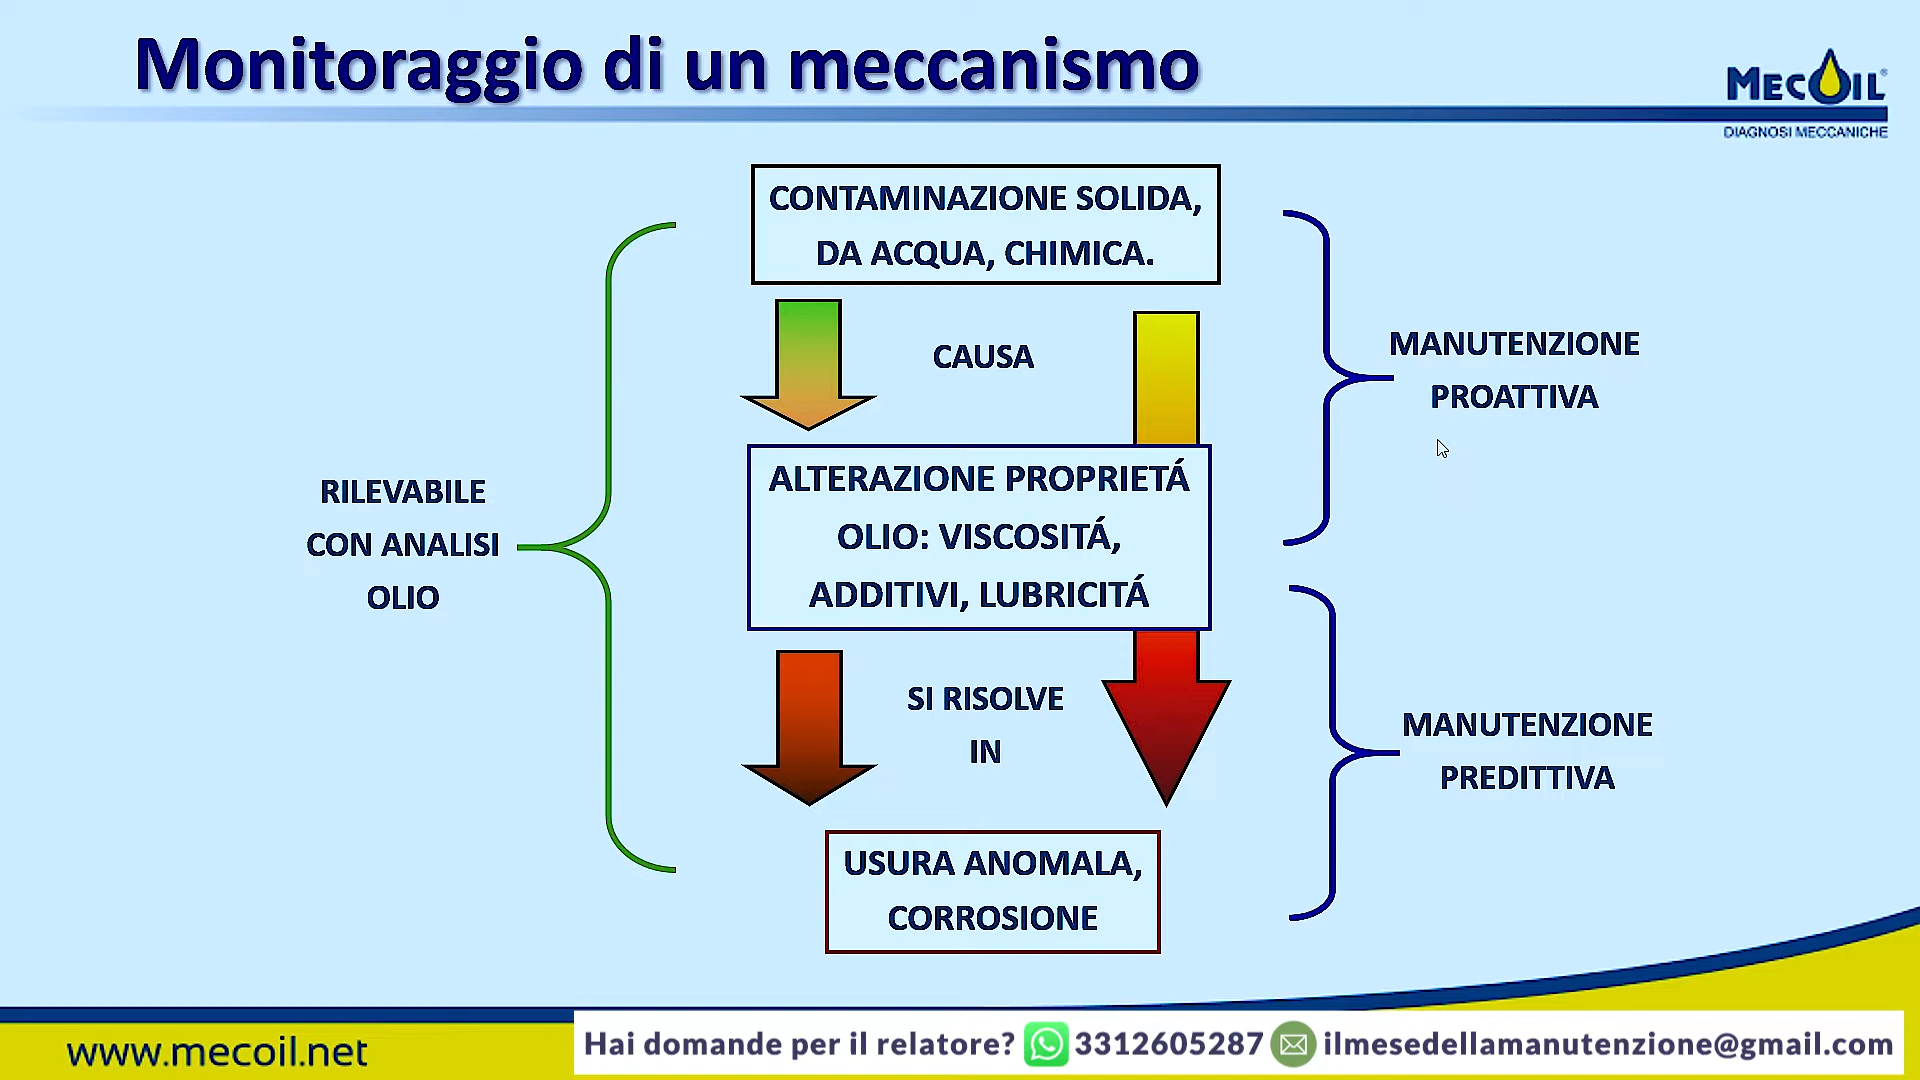 Monitoraggio di un meccanismo
MECOIL®
DIAGNOSI MECCANICHE
CONTAMINAZIONE SOLIDA,
DA ACQUA, CHIMICA.
CAUSA
MANUTENZIONE
PROATTIVA
ALTERAZIONE PROPRIETÁ
OLIO: VISCOSITÁ,
ADDITIVI, LUBRICITÁ
RILEVABILE
CON ANALISI
OLIO
SI RISOLVE
IN
MANUTENZIONE
PREDITTIVA
USURA ANOMALA,
CORROSIONE
www.mecoil.net
Hai domande per il relatore? 3312605287 ilmesedellamanutenzione@gmail.com